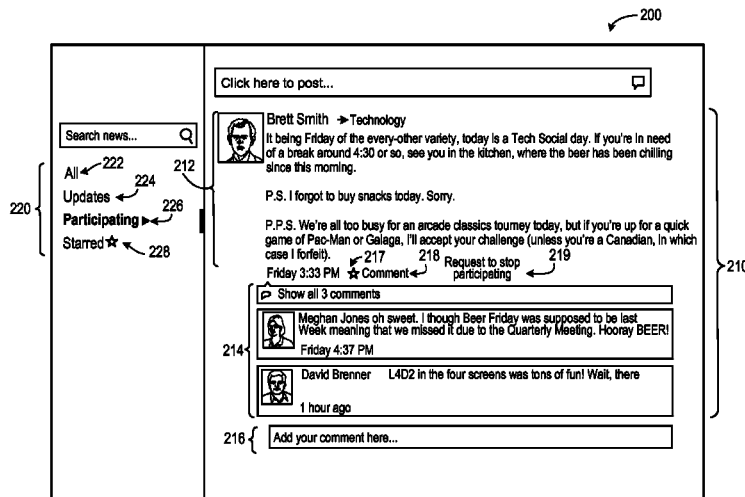 200
Click here to post...
Search news...
All 222
Updates 224
220
Participating 226
Starred 228
212
Brett Smith Technology
It being Friday of the every-other variety, today is a Tech Social day. If you're in need
of a break around 4:30 or so, see you in the kitchen, where the beer has been chilling
since this morning.
P.S. I forgot to buy snacks today. Sorry.
P.P.S. We're all too busy for an arcade classics tourney today, but if you're up for a quick
game of Pac-Man or Galaga, I'll accept your challenge (unless you're a Canadian, in which
case I forfeit).
217 218 219
Friday 3:33 PM Comment Request to stop
participating
210
Show all 3 comments
214
Meghan Jones oh sweet. I though Beer Friday was supposed to be last
Week meaning that we missed it due to the Quarterly Meeting. Hooray BEER!
Friday 4:37 PM
David Brenner L4D2 in the four screens was tons of fun! Wait, there
1 hour ago
216
Add your comment here...